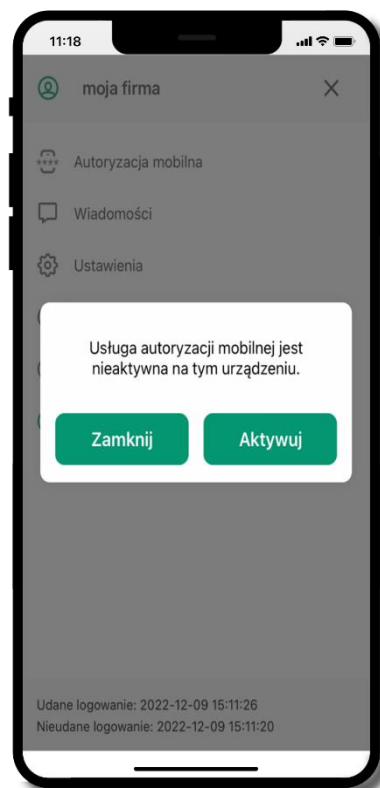 11:18
moja firma
Autoryzacja mobilna
Wiadomości
Ustawienia
Usługa autoryzacji mobilnej jest
nieaktywna na tym urządzeniu.
Zamknij Aktywuj
Udane logowanie: 2022-12-09 15:11:26
Nieudane logowanie: 2022-12-09 15:11:20